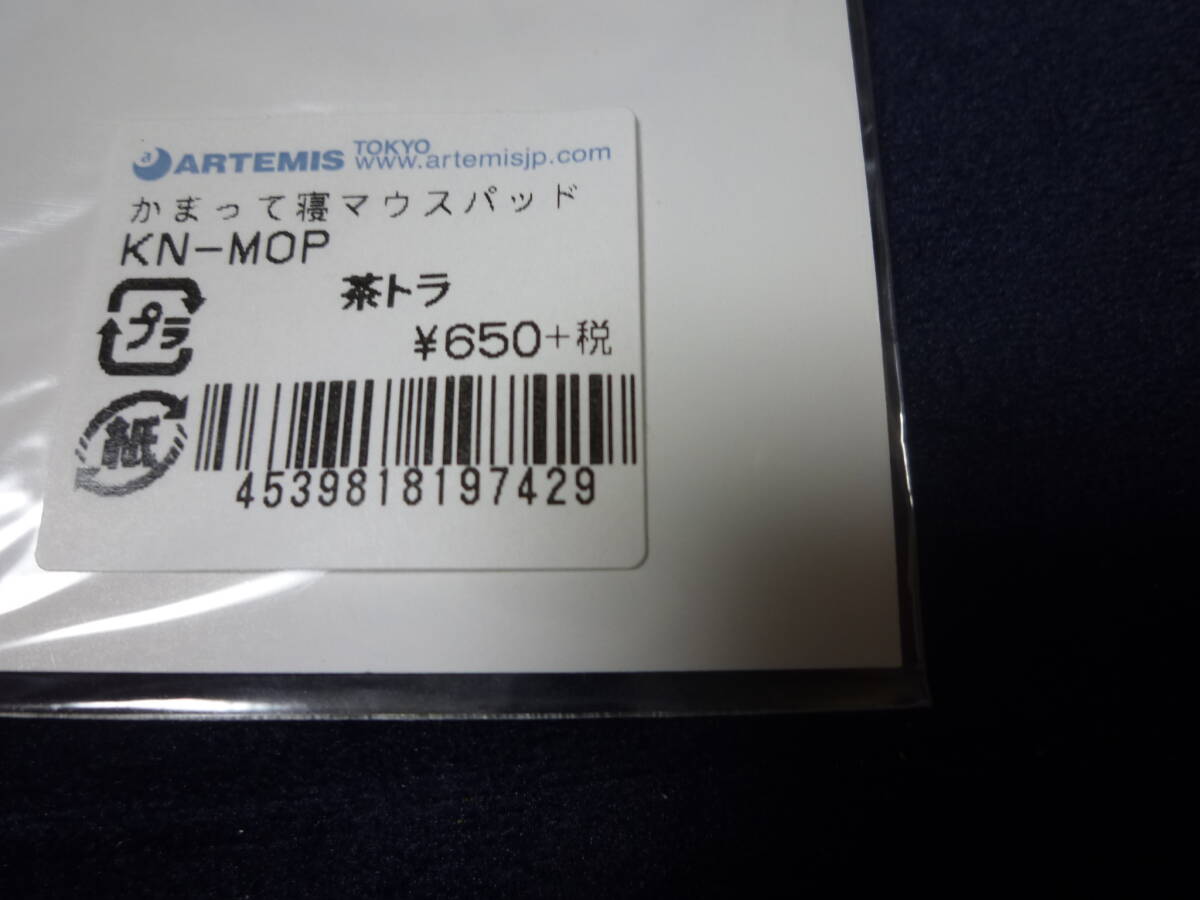 ARTEMIS TOKYO
www.artemisjp.com
かまって寝マウスパッド
KN-MOP
茶トラ
プラ
¥650+税
紙
4539818197429